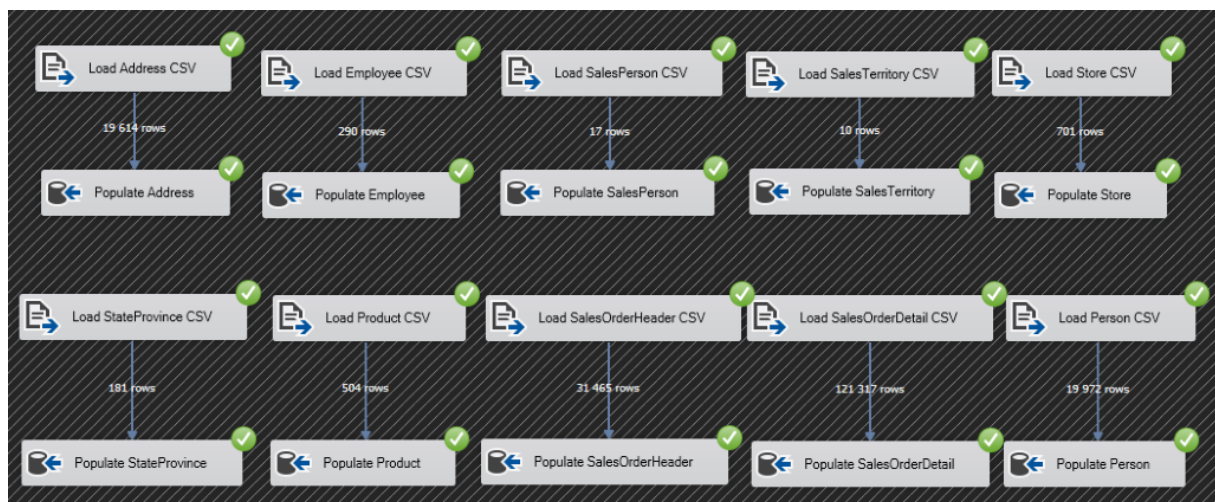 Load Address CSV
Load Employee CSV
Load SalesPerson CSV
Load SalesTerritory CSV
Load Store CSV
19 614 rows
290 rows
17 rows
10 rows
701 rows
Populate Address
Populate Employee
Populate SalesPerson
Populate SalesTerritory
Populate Store
Load StateProvince CSV
Load Product CSV
Load SalesOrderHeader CSV
Load SalesOrderDetail CSV
Load Person CSV
181 rows
504 rows
31 465 rows
121 317 rows
19 972 rows
Populate StateProvince
Populate Product
Populate SalesOrderHeader
Populate SalesOrderDetail
Populate Person